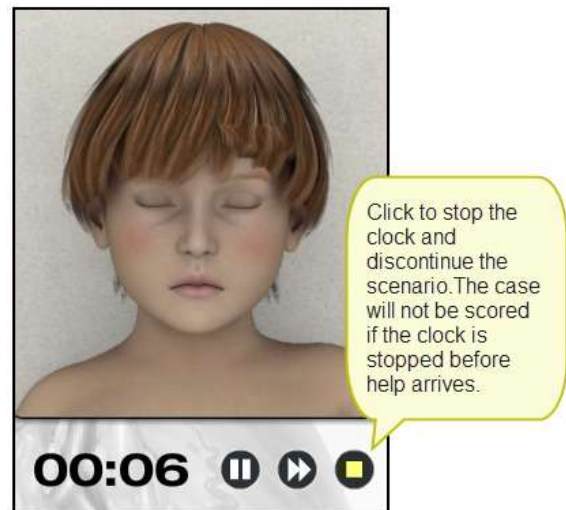 Click to stop the
clock and
discontinue the
scenario.The case
will not be scored
if the clock is
stopped before
help arrives.
00:06